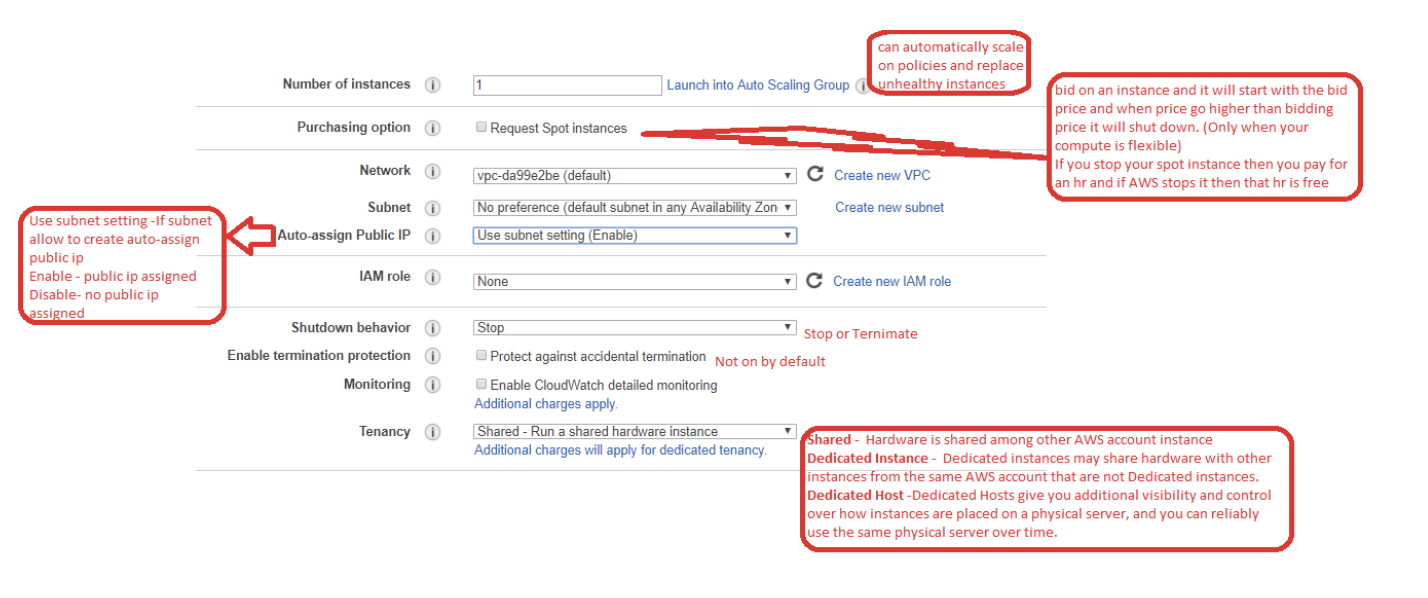 can automatically scale
on policies and replace
unhealthy instances
Number of instances i 1 Launch into Auto Scaling Group i
bid on an instance and it will start with the bid
price and when price go higher than bidding
price it will shut down. (Only when your
compute is flexible)
If you stop your spot instance then you pay for
an hr and if AWS stops it then that hr is free
Purchasing option i Request Spot instances
Network i vpc-da99e2be (default) Create new VPC
Subnet i No preference (default subnet in any Availability Zon Create new subnet
Use subnet setting -If subnet
allow to create auto-assign
public ip
Enable - public ip assigned
Disable- no public ip
assigned
Auto-assign Public IP i Use subnet setting (Enable)
IAM role i None Create new IAM role
Shutdown behavior i Stop Stop or Ternimate
Enable termination protection i Protect against accidental termination Not on by default
Monitoring i Enable CloudWatch detailed monitoring
Additional charges apply.
Tenancy i Shared - Run a shared hardware instance
Additional charges will apply for dedicated tenancy.
Shared - Hardware is shared among other AWS account instance
Dedicated Instance - Dedicated instances may share hardware with other
instances from the same AWS account that are not Dedicated instances.
Dedicated Host -Dedicated Hosts give you additional visibility and control
over how instances are placed on a physical server, and you can reliably
use the same physical server over time.